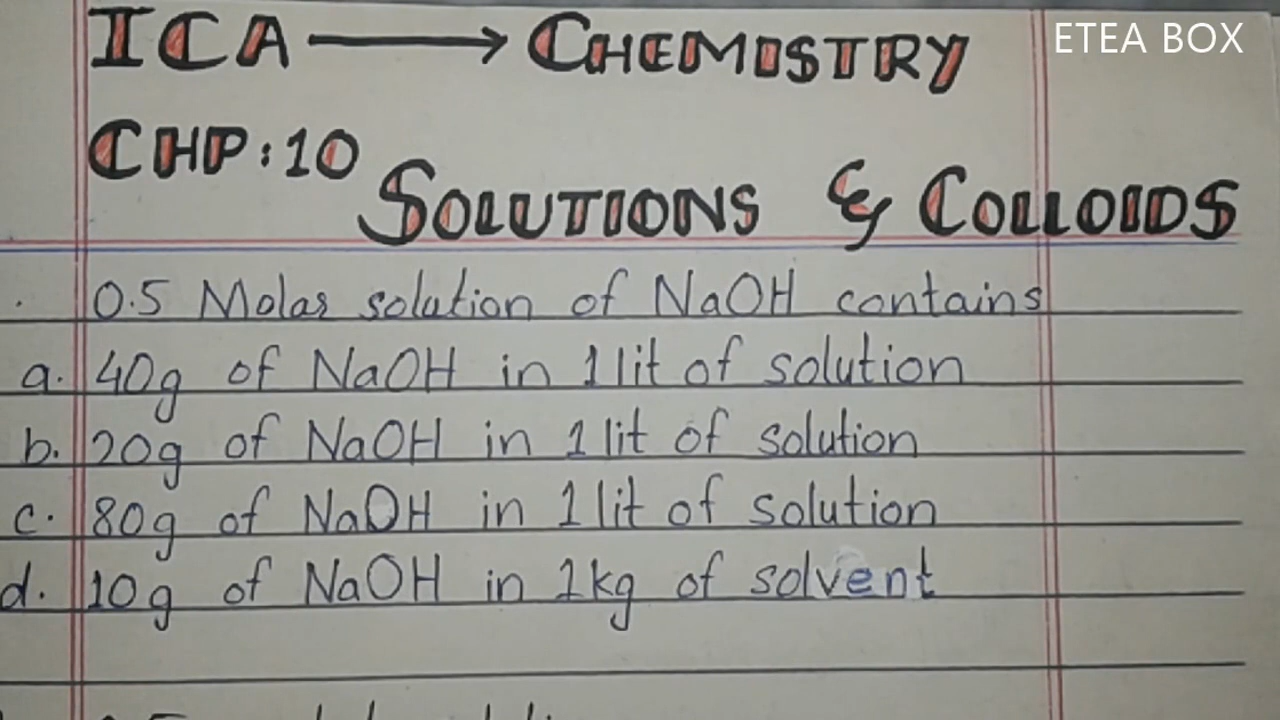 ICA → CHEMISTRY
ETEA BOX
CHP:10
SOLUTIONS & COLLOIDS
0.5 Molar solution of NaOH contains
a. 40g of NaOH in 1 lit of solution
b. 20g of NaOH in 1 lit of solution
c. 80g of NaOH in 1 lit of solution
d. 10g of NaOH in 1kg of solvent